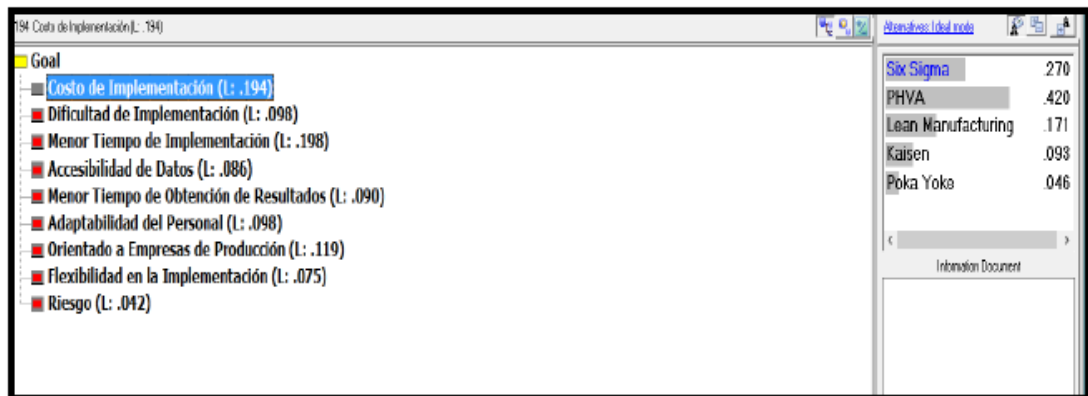 194 Costo de Implementación(L: .194)
Goal
Costo de Implementación (L: .194)
Dificultad de Implementación (L: .098)
Menor Tiempo de Implementación (L: .198)
Accesibilidad de Datos (L: .086)
Menor Tiempo de Obtención de Resultados (L: .090)
Adaptabilidad del Personal (L: .098)
Orientado a Empresas de Producción (L: .119)
Flexibilidad en la Implementación (L: .075)
Riesgo (L: .042)
Alternatives: Ideal mode
Six Sigma .270
PHVA .420
Lean Manufacturing .171
Kaisen .093
Poka Yoke .046
Information Document